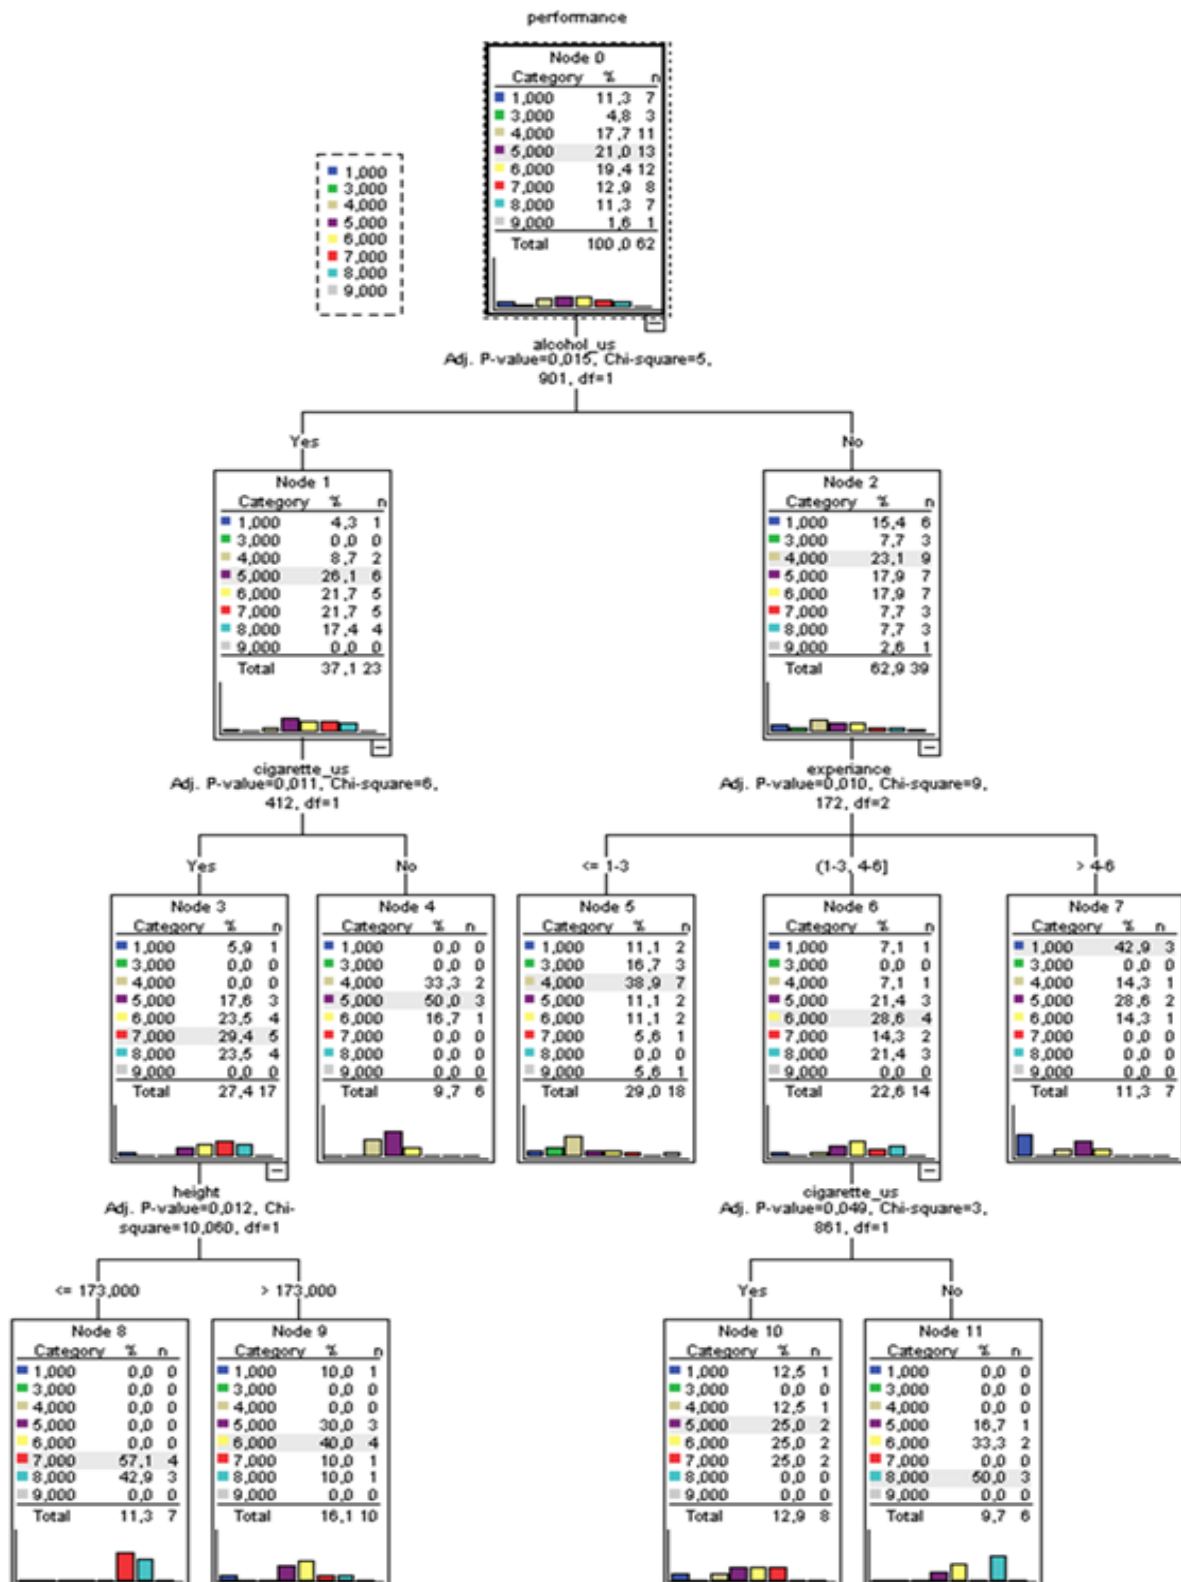 performance
Node 0
Category % n
1,000 11,3 7
3,000 4,8 3
4,000 17,7 11
5,000 21,0 13
6,000 19,4 12
7,000 12,9 8
8,000 11,3 7
9,000 1,6 1
Total 100,0 62
1,000
3,000
4,000
5,000
6,000
7,000
8,000
9,000
alcohol_us
Adj. P-value=0,015, Chi-square=5,
901, df=1
Yes
No
Node 1
Category % n
1,000 4,3 1
3,000 0,0 0
4,000 8,7 2
5,000 26,1 6
6,000 21,7 5
7,000 21,7 5
8,000 17,4 4
9,000 0,0 0
Total 37,1 23
Node 2
Category % n
1,000 15,4 6
3,000 7,7 3
4,000 23,1 9
5,000 17,9 7
6,000 17,9 7
7,000 7,7 3
8,000 7,7 3
9,000 2,6 1
Total 62,9 39
cigarette_us
Adj. P-value=0,011, Chi-square=6,
412, df=1
experiance
Adj. P-value=0,010, Chi-square=9,
172, df=2
Yes
No
<= 1-3
(1-3, 4-6]
> 4-6
Node 3
Category % n
1,000 5,9 1
3,000 0,0 0
4,000 0,0 0
5,000 17,6 3
6,000 23,5 4
7,000 29,4 5
8,000 23,5 4
9,000 0,0 0
Total 27,4 17
Node 4
Category % n
1,000 0,0 0
3,000 0,0 0
4,000 33,3 2
5,000 50,0 3
6,000 16,7 1
7,000 0,0 0
8,000 0,0 0
9,000 0,0 0
Total 9,7 6
Node 5
Category % n
1,000 11,1 2
3,000 16,7 3
4,000 38,9 7
5,000 11,1 2
6,000 11,1 2
7,000 5,6 1
8,000 0,0 0
9,000 5,6 1
Total 29,0 18
Node 6
Category % n
1,000 7,1 1
3,000 0,0 0
4,000 7,1 1
5,000 21,4 3
6,000 28,6 4
7,000 14,3 2
8,000 21,4 3
9,000 0,0 0
Total 22,6 14
Node 7
Category % n
1,000 42,9 3
3,000 0,0 0
4,000 14,3 1
5,000 28,6 2
6,000 14,3 1
7,000 0,0 0
8,000 0,0 0
9,000 0,0 0
Total 11,3 7
height
Adj. P-value=0,012, Chi-
square=10,060, df=1
cigarette_us
Adj. P-value=0,049, Chi-square=3,
861, df=1
<= 173,000
> 173,000
Yes
No
Node 8
Category % n
1,000 0,0 0
3,000 0,0 0
4,000 0,0 0
5,000 0,0 0
6,000 0,0 0
7,000 57,1 4
8,000 42,9 3
9,000 0,0 0
Total 11,3 7
Node 9
Category % n
1,000 10,0 1
3,000 0,0 0
4,000 0,0 0
5,000 30,0 3
6,000 40,0 4
7,000 10,0 1
8,000 10,0 1
9,000 0,0 0
Total 16,1 10
Node 10
Category % n
1,000 12,5 1
3,000 0,0 0
4,000 12,5 1
5,000 25,0 2
6,000 25,0 2
7,000 25,0 2
8,000 0,0 0
9,000 0,0 0
Total 12,9 8
Node 11
Category % n
1,000 0,0 0
3,000 0,0 0
4,000 0,0 0
5,000 16,7 1
6,000 33,3 2
7,000 0,0 0
8,000 50,0 3
9,000 0,0 0
Total 9,7 6